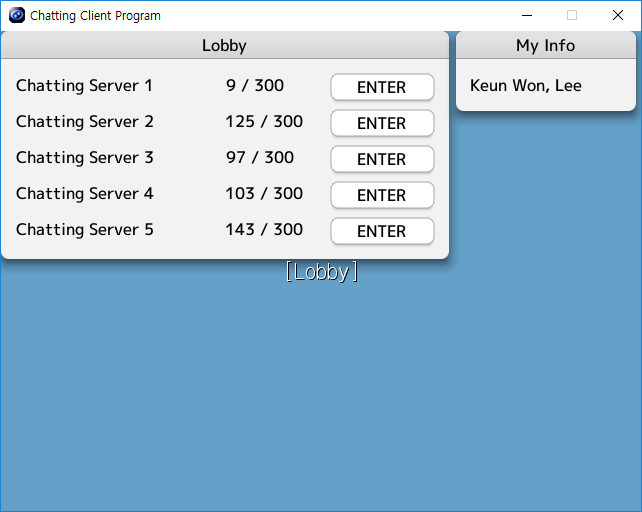 Chatting Client Program
Lobby
Chatting Server 1 9 / 300 ENTER
Chatting Server 2 125 / 300 ENTER
Chatting Server 3 97 / 300 ENTER
Chatting Server 4 103 / 300 ENTER
Chatting Server 5 143 / 300 ENTER
My Info
Keun Won, Lee
[Lobby]